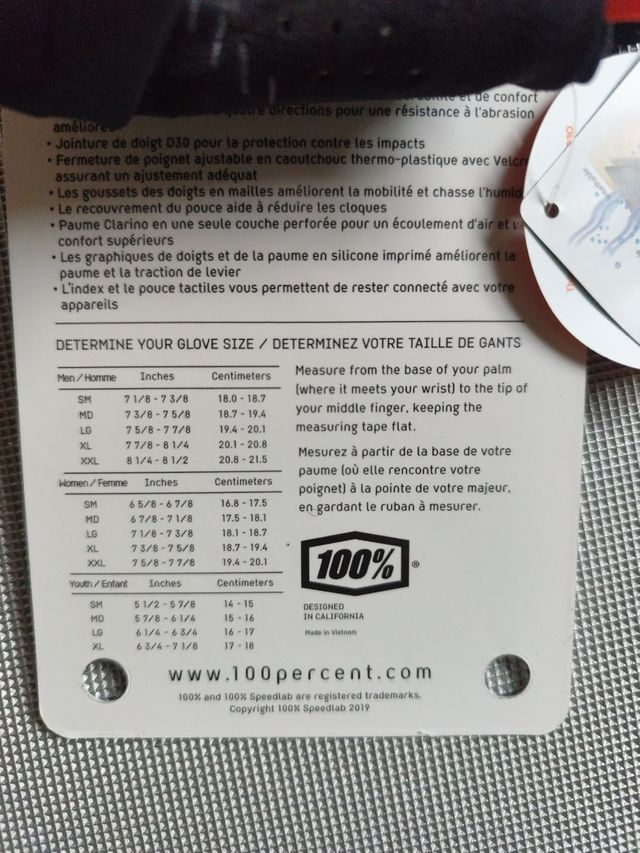 et de confort
directions pour une résistance à l'abrasion
améliorée
• Jointure de doigt D30 pour la protection contre les impacts
• Fermeture de poignet ajustable en caoutchouc thermo-plastique avec Velcr
assurant un ajustement adéquat
• Les goussets des doigts en mailles améliorent la mobilité et chasse l'humid
• Le recouvrement du pouce aide à réduire les cloques
• Paume Clarino en une seule couche perforée pour un écoulement d'air et u
confort supérieurs
• Les graphiques de doigts et de la paume en silicone imprimé améliorent la
paume et la traction de levier
• L'index et le pouce tactiles vous permettent de rester connecté avec votre
appareils
DETERMINE YOUR GLOVE SIZE / DETERMINEZ VOTRE TAILLE DE GANTS
Men / Homme Inches Centimeters
SM 7 1/8 - 7 3/8 18.0 - 18.7
MD 7 3/8 - 7 5/8 18.7 - 19.4
LG 7 5/8 - 7 7/8 19.4 - 20.1
XL 7 7/8 - 8 1/4 20.1 - 20.8
XXL 8 1/4 - 8 1/2 20.8 - 21.5
Women / Femme Inches Centimeters
SM 6 5/8 - 6 7/8 16.8 - 17.5
MD 6 7/8 - 7 1/8 17.5 - 18.1
LG 7 1/8 - 7 3/8 18.1 - 18.7
XL 7 3/8 - 7 5/8 18.7 - 19.4
XXL 7 5/8 - 7 7/8 19.4 - 20.1
Youth / Enfant Inches Centimeters
SM 5 1/2 - 5 7/8 14 - 15
MD 5 7/8 - 6 1/4 15 - 16
LG 6 1/4 - 6 3/4 16 - 17
XL 6 3/4 - 7 1/8 17 - 18
Measure from the base of your palm
(where it meets your wrist) to the tip of
your middle finger, keeping the
measuring tape flat.
Mesurez à partir de la base de votre
paume (où elle rencontre votre
poignet) à la pointe de votre majeur,
en gardant le ruban à mesurer.
100% ®
DESIGNED
IN CALIFORNIA
Made in Vietnam
www.100percent.com
100% and 100% Speedlab are registered trademarks.
Copyright 100% Speedlab 2019